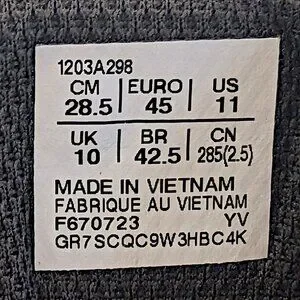 1203A298
CM | EURO | US
28.5 | 45 | 11
UK | BR | CN
10 | 42.5 | 285(2.5)
MADE IN VIETNAM
FABRIQUE AU VIETNAM
F670723 YV
GR7SCQC9W3HBC4K